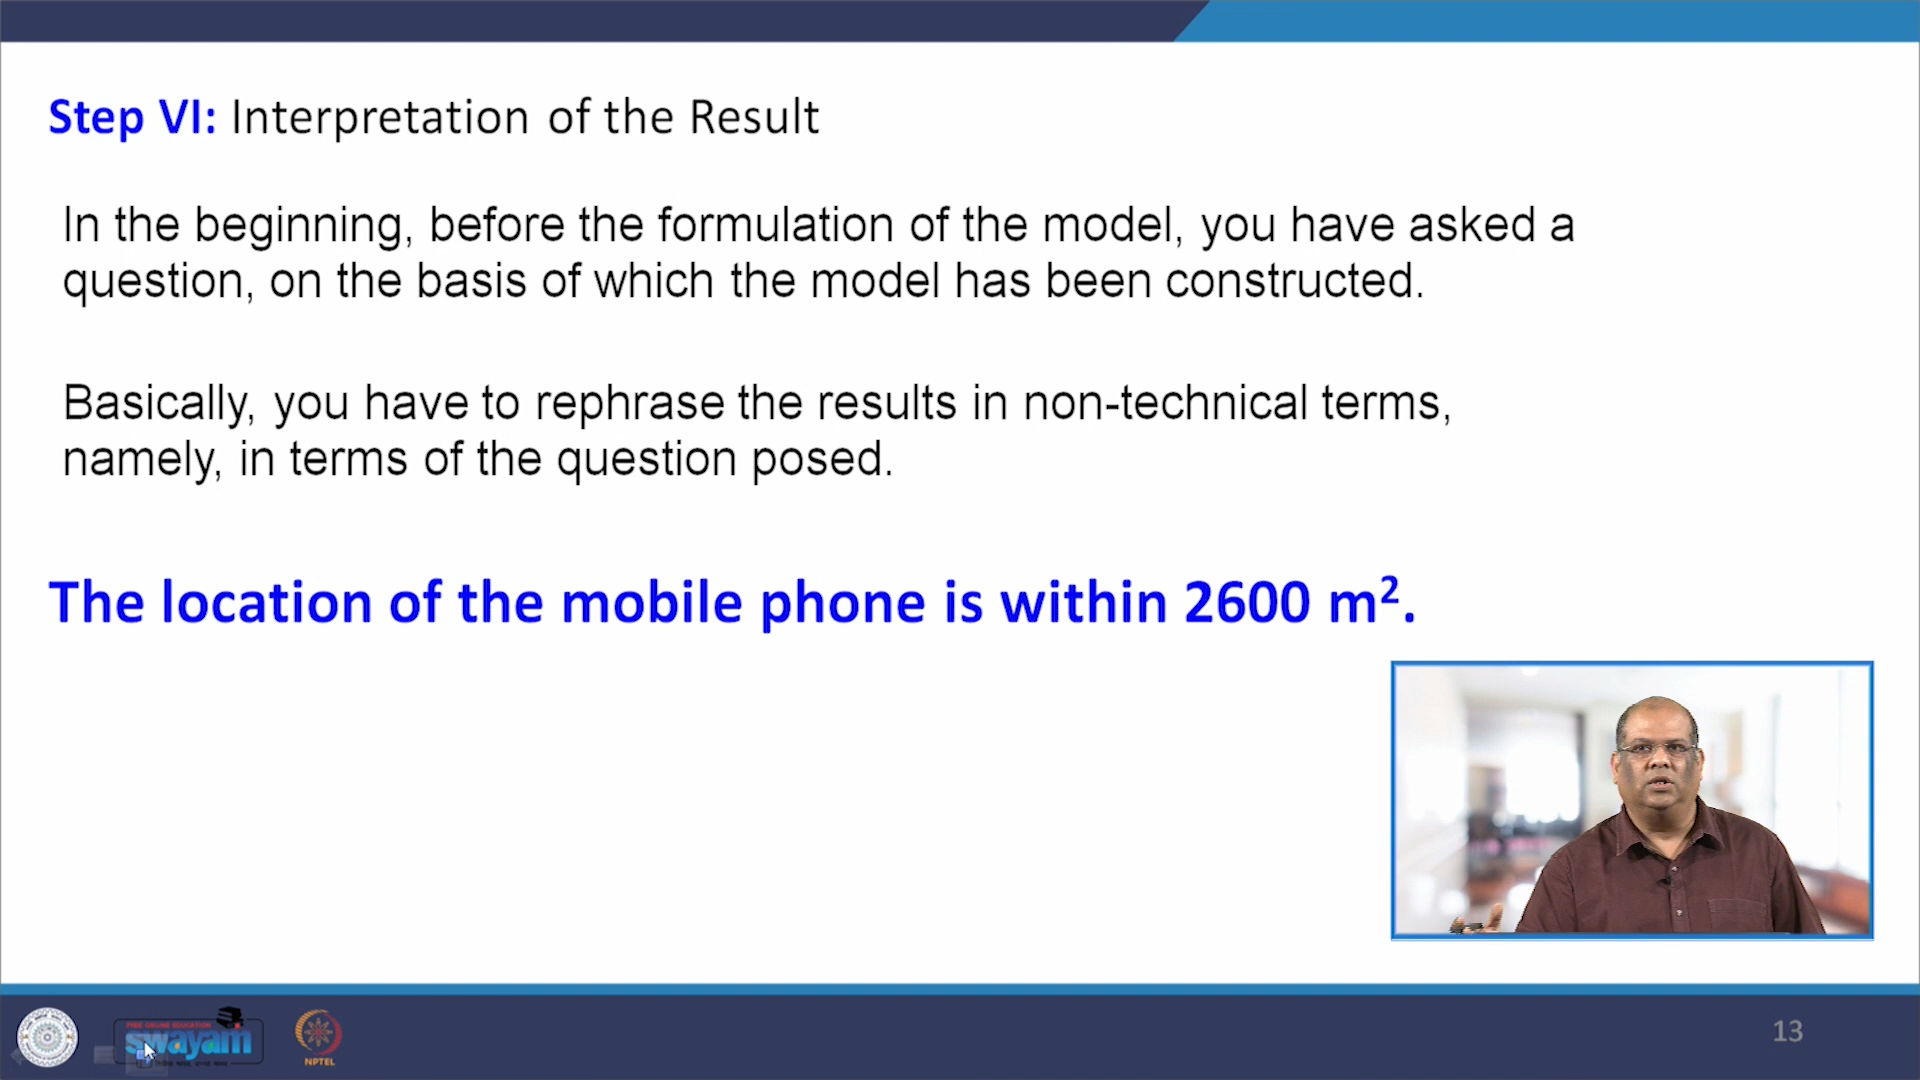 Step VI: Interpretation of the Result
In the beginning, before the formulation of the model, you have asked a
question, on the basis of which the model has been constructed.
Basically, you have to rephrase the results in non-technical terms,
namely, in terms of the question posed.
The location of the mobile phone is within 2600 m².
FREE ONLINE EDUCATION
swayam
NPTEL
13